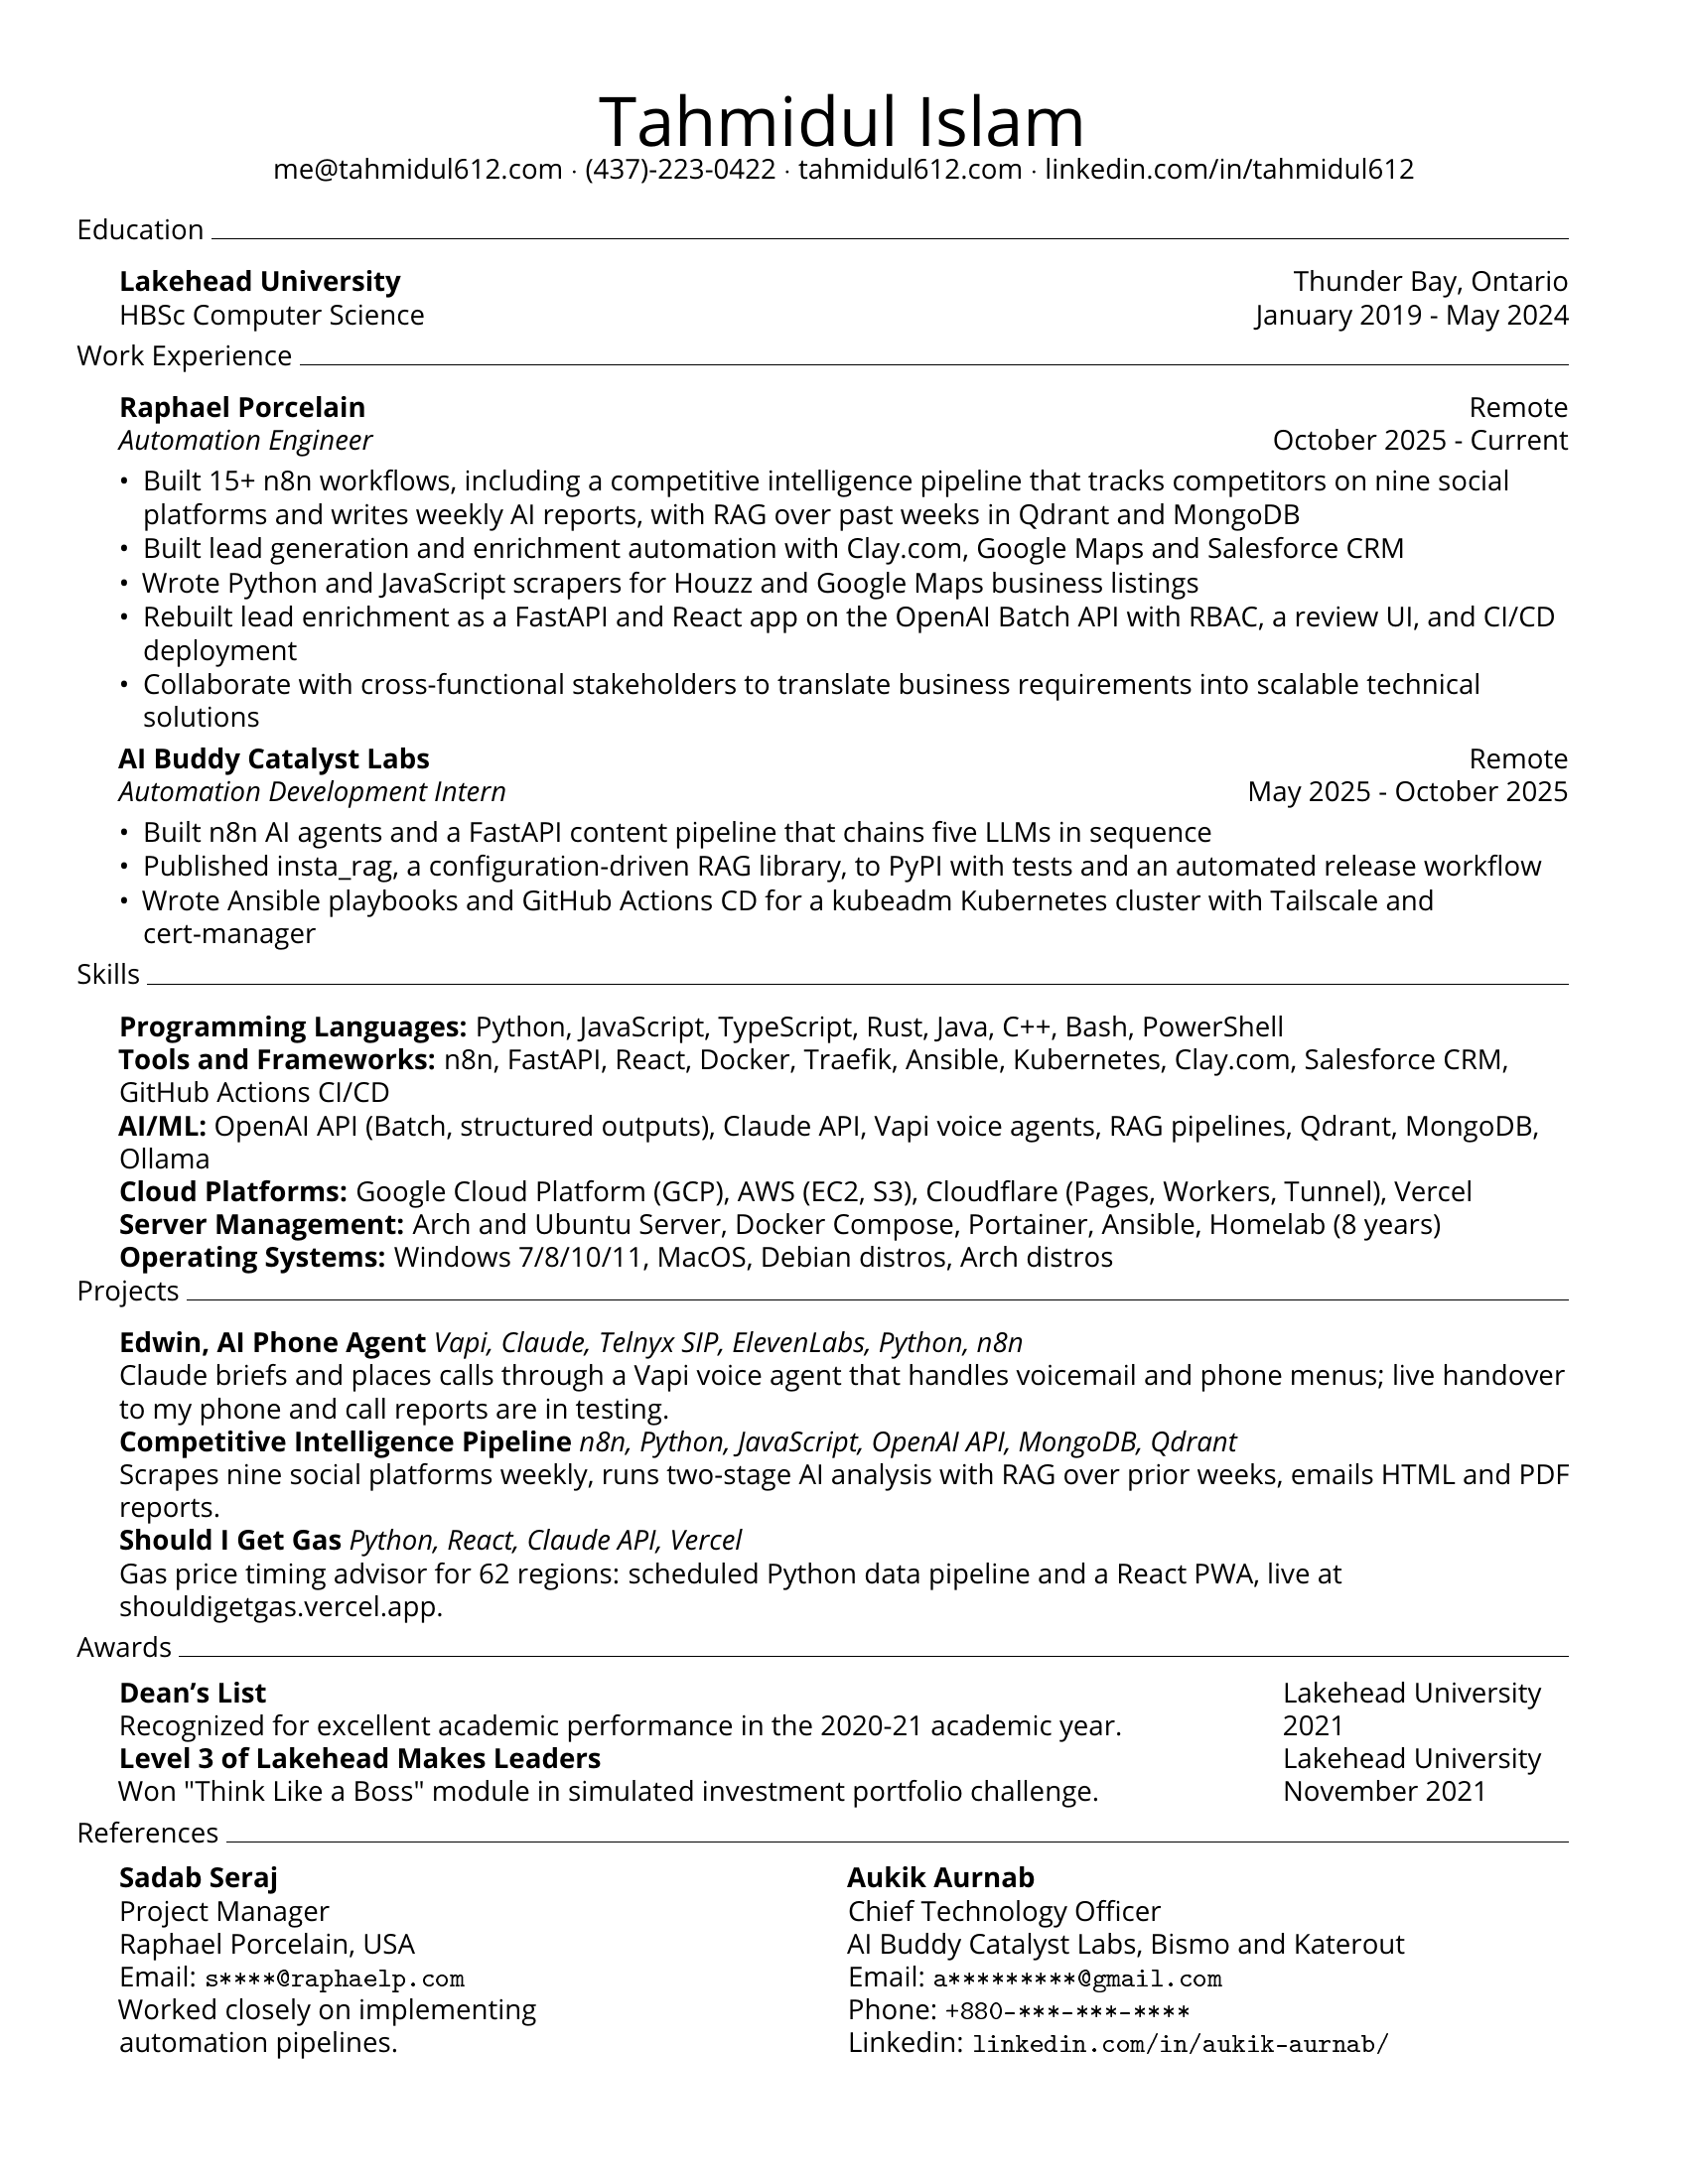 Tahmidul Islam
me@tahmidul612.com · (437)-223-0422 · tahmidul612.com · linkedin.com/in/tahmidul612
Education
Lakehead University Thunder Bay, Ontario
HBSc Computer Science January 2019 - May 2024
Work Experience
Raphael Porcelain Remote
Automation Engineer October 2025 - Current
• Built 15+ n8n workflows, including a competitive intelligence pipeline that tracks competitors on nine social
platforms and writes weekly AI reports, with RAG over past weeks in Qdrant and MongoDB
• Built lead generation and enrichment automation with Clay.com, Google Maps and Salesforce CRM
• Wrote Python and JavaScript scrapers for Houzz and Google Maps business listings
• Rebuilt lead enrichment as a FastAPI and React app on the OpenAI Batch API with RBAC, a review UI, and CI/CD
deployment
• Collaborate with cross-functional stakeholders to translate business requirements into scalable technical
solutions
AI Buddy Catalyst Labs Remote
Automation Development Intern May 2025 - October 2025
• Built n8n AI agents and a FastAPI content pipeline that chains five LLMs in sequence
• Published insta_rag, a configuration-driven RAG library, to PyPI with tests and an automated release workflow
• Wrote Ansible playbooks and GitHub Actions CD for a kubeadm Kubernetes cluster with Tailscale and
cert-manager
Skills
Programming Languages: Python, JavaScript, TypeScript, Rust, Java, C++, Bash, PowerShell
Tools and Frameworks: n8n, FastAPI, React, Docker, Traefik, Ansible, Kubernetes, Clay.com, Salesforce CRM,
GitHub Actions CI/CD
AI/ML: OpenAI API (Batch, structured outputs), Claude API, Vapi voice agents, RAG pipelines, Qdrant, MongoDB,
Ollama
Cloud Platforms: Google Cloud Platform (GCP), AWS (EC2, S3), Cloudflare (Pages, Workers, Tunnel), Vercel
Server Management: Arch and Ubuntu Server, Docker Compose, Portainer, Ansible, Homelab (8 years)
Operating Systems: Windows 7/8/10/11, MacOS, Debian distros, Arch distros
Projects
Edwin, AI Phone Agent Vapi, Claude, Telnyx SIP, ElevenLabs, Python, n8n
Claude briefs and places calls through a Vapi voice agent that handles voicemail and phone menus; live handover
to my phone and call reports are in testing.
Competitive Intelligence Pipeline n8n, Python, JavaScript, OpenAI API, MongoDB, Qdrant
Scrapes nine social platforms weekly, runs two-stage AI analysis with RAG over prior weeks, emails HTML and PDF
reports.
Should I Get Gas Python, React, Claude API, Vercel
Gas price timing advisor for 62 regions: scheduled Python data pipeline and a React PWA, live at
shouldigetgas.vercel.app.
Awards
Dean’s List Lakehead University
Recognized for excellent academic performance in the 2020-21 academic year. 2021
Level 3 of Lakehead Makes Leaders Lakehead University
Won "Think Like a Boss" module in simulated investment portfolio challenge. November 2021
References
Sadab Seraj
Project Manager
Raphael Porcelain, USA
Email: s****@raphaelp.com
Worked closely on implementing
automation pipelines.
Aukik Aurnab
Chief Technology Officer
AI Buddy Catalyst Labs, Bismo and Katerout
Email: a*********@gmail.com
Phone: +880-***-***-****
Linkedin: linkedin.com/in/aukik-aurnab/